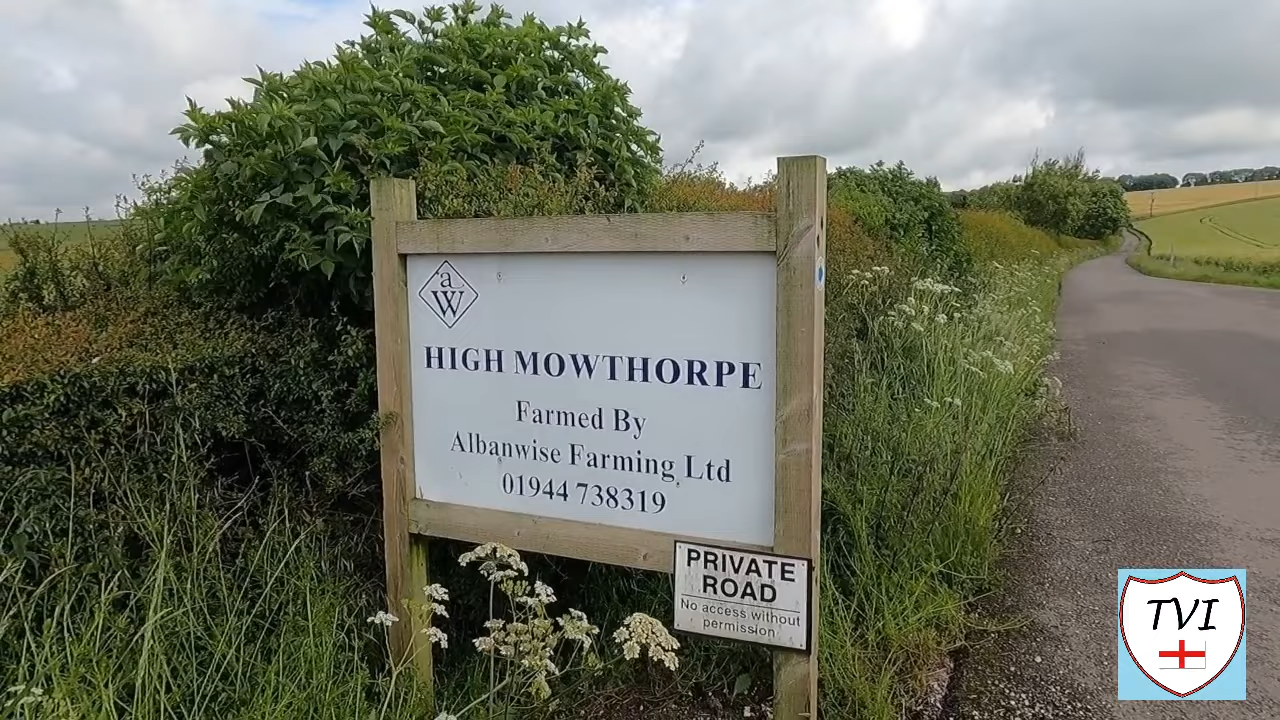 aW
HIGH MOWTHORPE
Farmed By
Albanwise Farming Ltd
01944 738319
PRIVATE
ROAD
No access without
permission
TVI